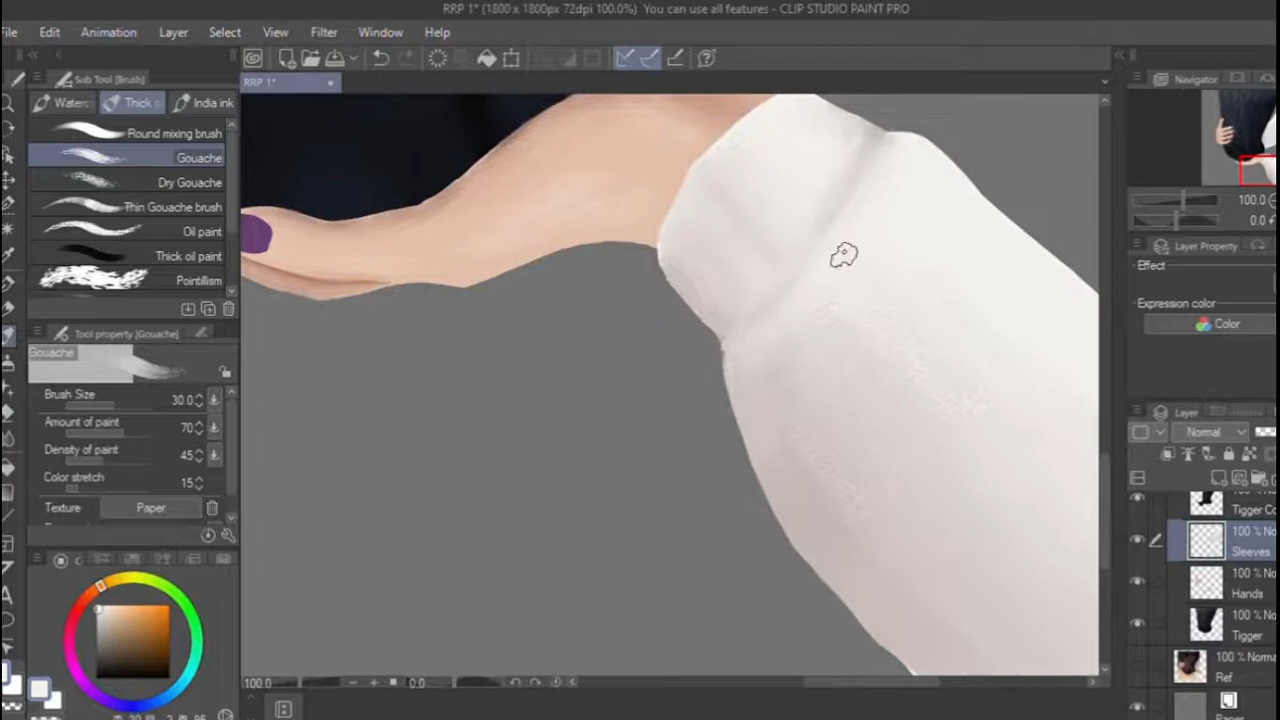 RRP 1* (1800 x 1800px 72dpi 100.0%) You can use all features - CLIP STUDIO PAINT PRO
File Edit Animation Layer Select View Filter Window Help
Sub Tool [Brush]
RRP 1*
Navigator
Thick p
India ink
Round mixing brush
Gouache
Dry Gouache
Thin Gouache brush
Oil paint
Thick oil paint
Pointillism
100.0
0.0
Layer Property
Effect
Expression color
Color
Tool property [Gouache]
Gouache
Brush Size 30.0
Amount of paint 70
Density of paint 45
Color stretch 15
Texture Paper
Layer
Normal
Tigger Co
100 % No
Sleeves
100 % No
Hands
100 % No
Tigger
100 % Norma
Ref
100.0 0.0